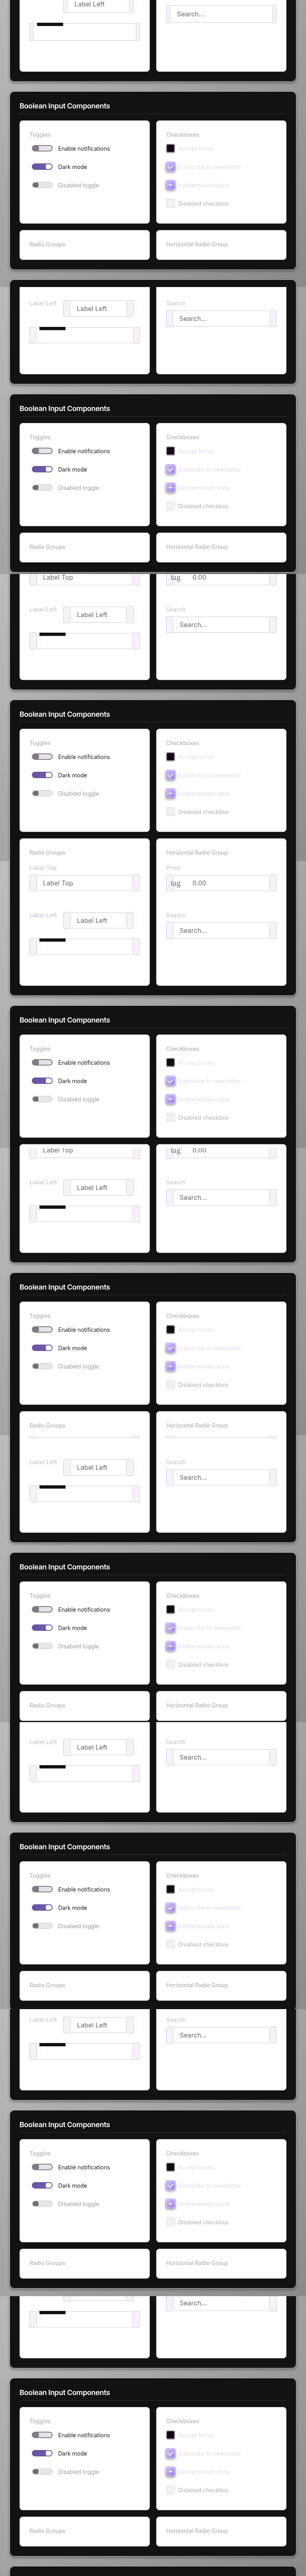 Label Left
Search...
Boolean Input Components
Toggles
Enable notifications
Dark mode
Disabled toggle
Checkboxes
Accept terms
Subscribe to newsletter
Indeterminate state
Disabled checkbox
Radio Groups
Horizontal Radio Group
Label Left
Label Left
Search
Search...
Boolean Input Components
Toggles
Enable notifications
Dark mode
Disabled toggle
Checkboxes
Accept terms
Subscribe to newsletter
Indeterminate state
Disabled checkbox
Radio Groups
Horizontal Radio Group
Label Top
tag 0.00
Label Left
Label Left
Search
Search...
Boolean Input Components
Toggles
Enable notifications
Dark mode
Disabled toggle
Checkboxes
Accept terms
Subscribe to newsletter
Indeterminate state
Disabled checkbox
Radio Groups
Horizontal Radio Group
Label Top
Label Top
Price
tag 0.00
Label Left
Label Left
Search
Search...
Boolean Input Components
Toggles
Enable notifications
Dark mode
Disabled toggle
Checkboxes
Accept terms
Subscribe to newsletter
Indeterminate state
Disabled checkbox
Label Top
tag 0.00
Label Left
Label Left
Search
Search...
Boolean Input Components
Toggles
Enable notifications
Dark mode
Disabled toggle
Checkboxes
Accept terms
Subscribe to newsletter
Indeterminate state
Disabled checkbox
Radio Groups
Horizontal Radio Group
Label Left
Label Left
Search
Search...
Boolean Input Components
Toggles
Enable notifications
Dark mode
Disabled toggle
Checkboxes
Accept terms
Subscribe to newsletter
Indeterminate state
Disabled checkbox
Radio Groups
Horizontal Radio Group
Label Left
Label Left
Search
Search...
Boolean Input Components
Toggles
Enable notifications
Dark mode
Disabled toggle
Checkboxes
Accept terms
Subscribe to newsletter
Indeterminate state
Disabled checkbox
Radio Groups
Horizontal Radio Group
Label Left
Label Left
Search
Search...
Boolean Input Components
Toggles
Enable notifications
Dark mode
Disabled toggle
Checkboxes
Accept terms
Subscribe to newsletter
Indeterminate state
Disabled checkbox
Radio Groups
Horizontal Radio Group
Search...
Boolean Input Components
Toggles
Enable notifications
Dark mode
Disabled toggle
Checkboxes
Accept terms
Subscribe to newsletter
Indeterminate state
Disabled checkbox
Radio Groups
Horizontal Radio Group